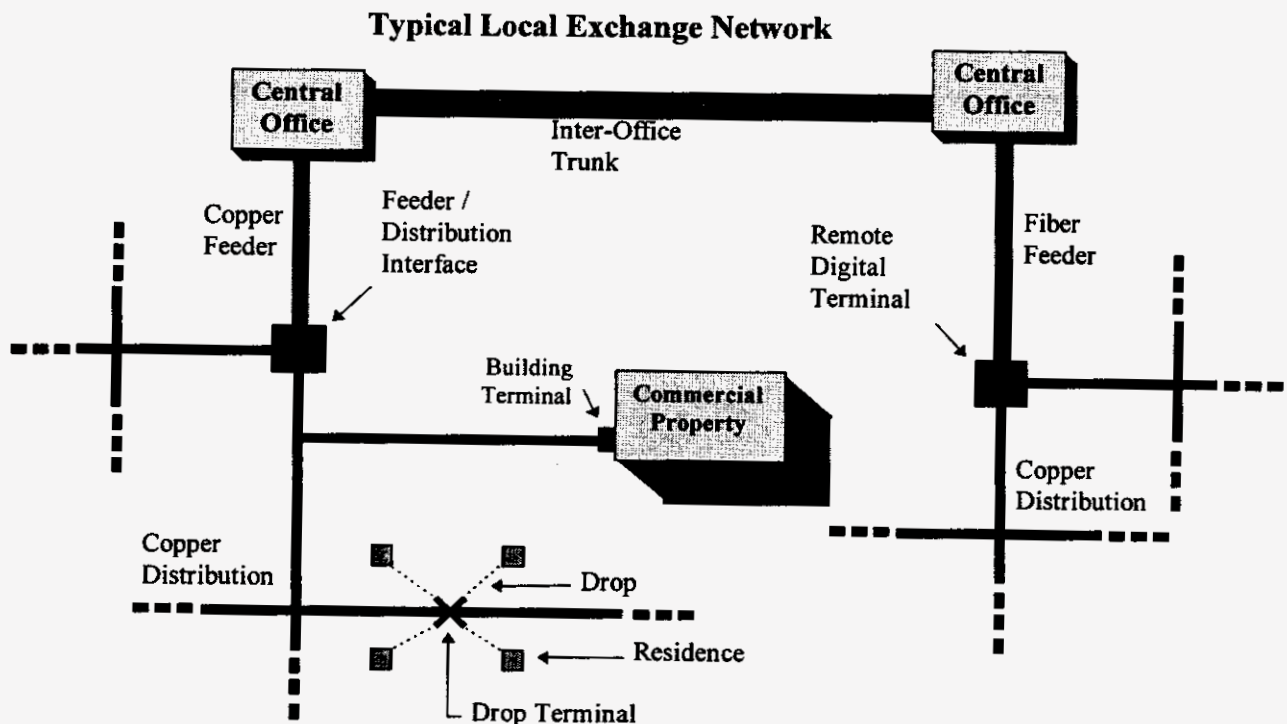 Typical Local Exchange Network
Central
Office
Central
Office
Inter-Office
Trunk
Copper
Feeder
Feeder /
Distribution
Interface
Remote
Digital
Terminal
Fiber
Feeder
Building
Terminal
Commercial
Property
Copper
Distribution
Copper
Distribution
Drop
Residence
Drop Terminal